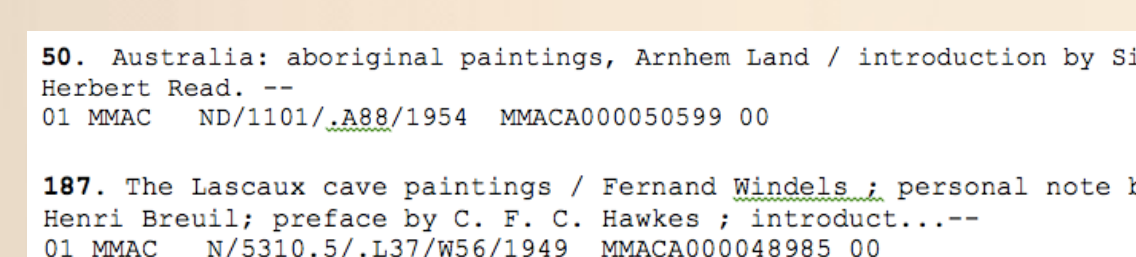 50. Australia: aboriginal paintings, Arnhem Land / introduction by
Herbert Read. --
01 MMAC ND/1101/.A88/1954 MMACA000050599 00
187. The Lascaux cave paintings / Fernand Windels ; personal note
Henri Breuil; preface by C. F. C. Hawkes ; introduct...--
01 MMAC N/5310.5/.L37/W56/1949 MMACA000048985 00